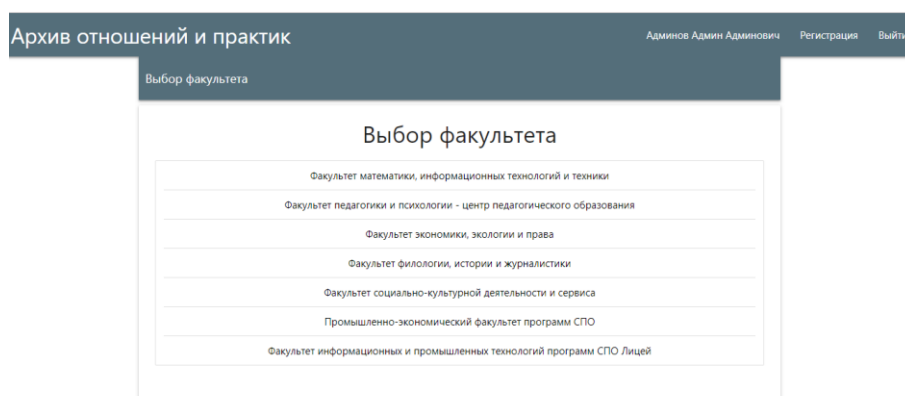 Архив отношений и практик
Админов Админ Админович Регистрация Выйти
Выбор факультета
Выбор факультета
Факультет математики, информационных технологий и техники
Факультет педагогики и психологии - центр педагогического образования
Факультет экономики, экологии и права
Факультет филологии, истории и журналистики
Факультет социально-культурной деятельности и сервиса
Промышленно-экономический факультет программ СПО
Факультет информационных и промышленных технологий программ СПО Лицей